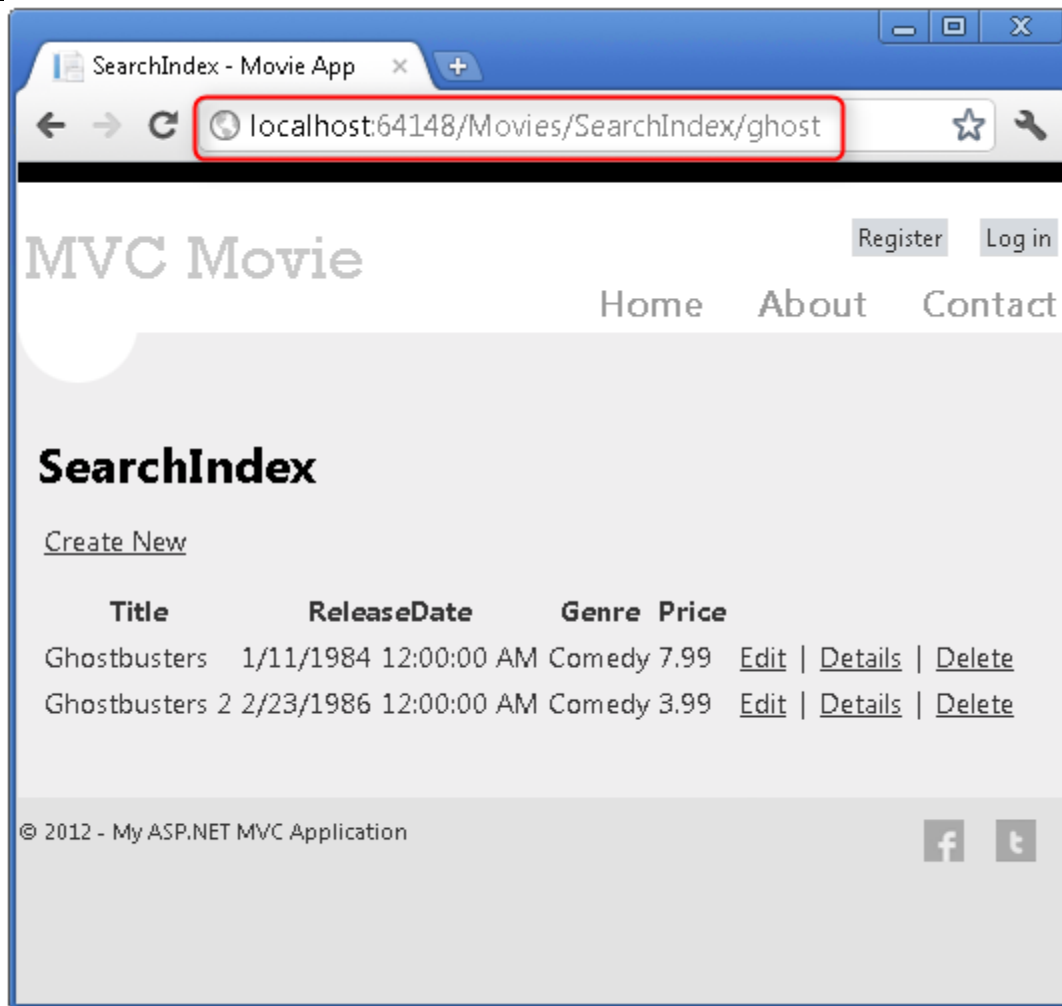 SearchIndex - Movie App
localhost:64148/Movies/SearchIndex/ghost
Register Log in
MVC Movie
Home About Contact
SearchIndex
Create New
Title ReleaseDate Genre Price
Ghostbusters 1/11/1984 12:00:00 AM Comedy 7.99 Edit | Details | Delete
Ghostbusters 2 2/23/1986 12:00:00 AM Comedy 3.99 Edit | Details | Delete
© 2012 - My ASP.NET MVC Application
f t